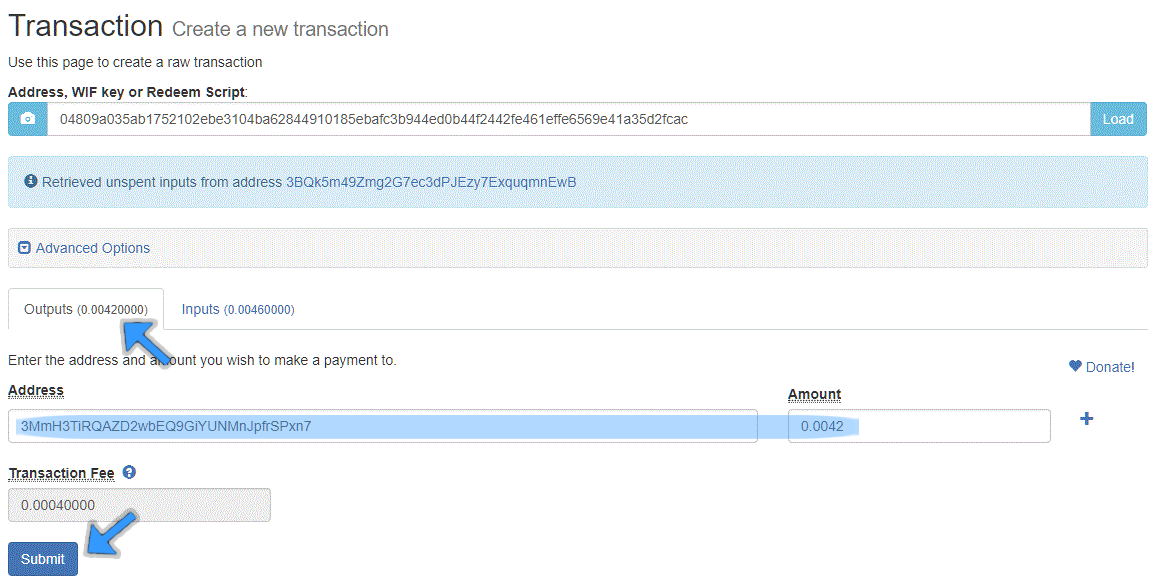 Transaction Create a new transaction
Use this page to create a raw transaction
Address, WIF key or Redeem Script:
04809a035ab1752102ebe3104ba62844910185ebafc3b944ed0b44f2442fe461effe6569e41a35d2fcac Load
Retrieved unspent inputs from address 3BQk5m49Zmg2G7ec3dPJEzy7ExquqmnEwB
Advanced Options
Outputs (0.00420000) Inputs (0.00460000)
Enter the address and amount you wish to make a payment to.
Donate!
Address Amount
3MmH3TiRQAZD2wbEQ9GiYUNMnJpfrSPxn7 0.0042
Transaction Fee
0.00040000
Submit